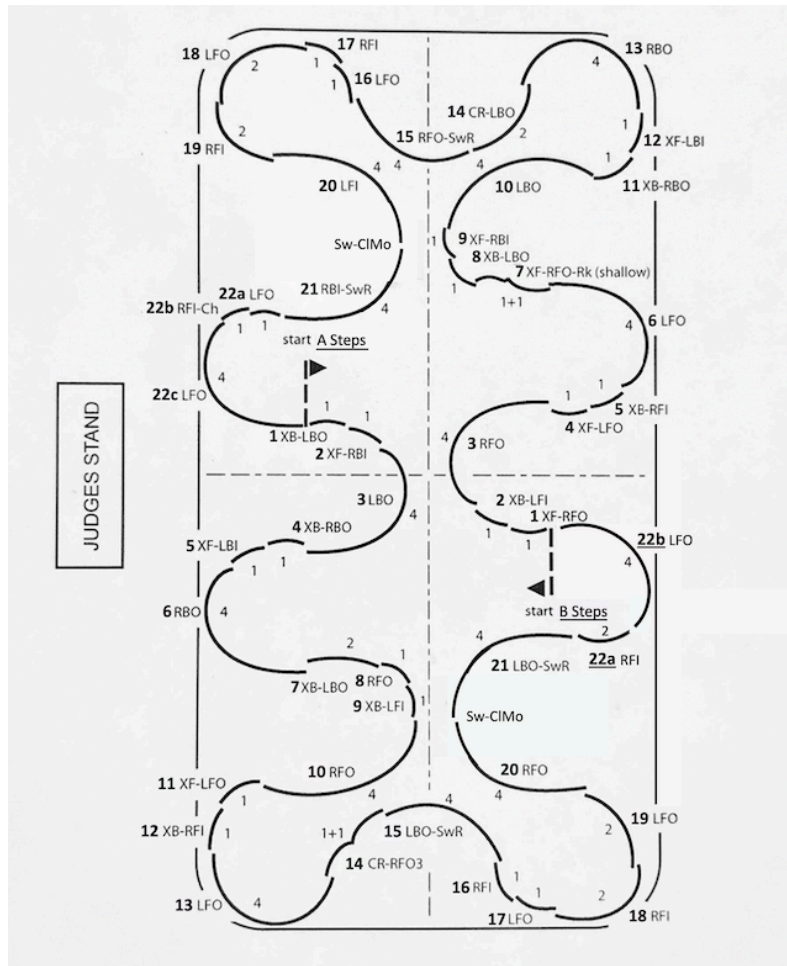 17 RFI
18 LFO
2
1
16 LFO
1
13 RBO
4
14 CR-LBO
2
15 RFO-SwR
1
12 XF-LBI
1
11 XB-RBO
19 RFI
2
4
4
4
20 LFI
10 LBO
Sw-ClMo
1
9 XF-RBI
8 XB-LBO
7 XF-RFO-Rk (shallow)
1
1+1
21 RBI-SwR
4
22a LFO
22b RFI-Ch
1
1
6 LFO
4
start A Steps
4
22c LFO
1
1
1 XB-LBO
2 XF-RBI
1
1
5 XB-RFI
4 XF-LFO
4
3 RFO
JUDGES STAND
3 LBO
4
2 XB-LFI
1 XF-RFO
1
1
22b LFO
4
4 XB-RBO
5 XF-LBI
1
1
start B Steps
6 RBO
4
2
22a RFI
4
21 LBO-SwR
2
1
7 XB-LBO
8 RFO
9 XB-LFI
1
Sw-ClMo
10 RFO
4
20 RFO
4
4
11 XF-LFO
1
12 XB-RFI
1
1+1
15 LBO-SwR
14 CR-RFO3
19 LFO
2
13 LFO
4
16 RFI
1
1
17 LFO
2
18 RFI